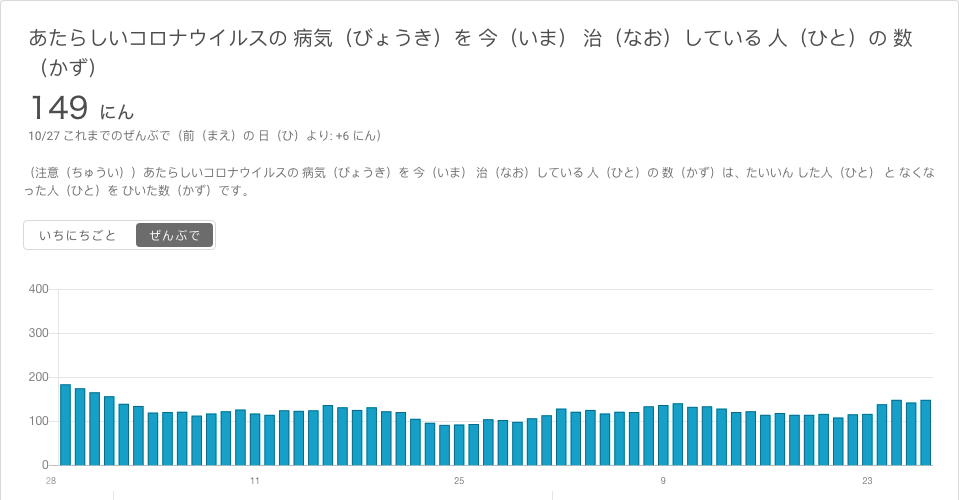 あたらしいコロナウイルスの 病気（びょうき）を 今（いま） 治（なお）している 人（ひと）の 数
（かず）
149 にん
10/27 これまでのぜんぶで（前（まえ）の 日（ひ）より: +6 にん）
（注意（ちゅうい））あたらしいコロナウイルスの 病気（びょうき）を 今（いま） 治（なお）している 人（ひと）の 数（かず）は、たいいん した人（ひと） と なくな
った人（ひと）を ひいた数（かず）です。
いちにちごと ぜんぶで
400
300
200
100
0
28 11 25 9 23